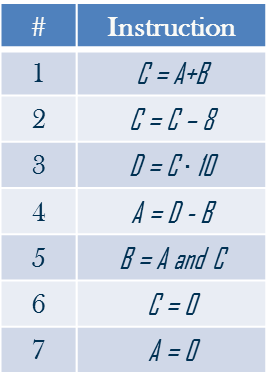 # Instruction
1 C = A+B
2 C = C – 8
3 D = C · 10
4 A = D - B
5 B = A and C
6 C = 0
7 A = 0